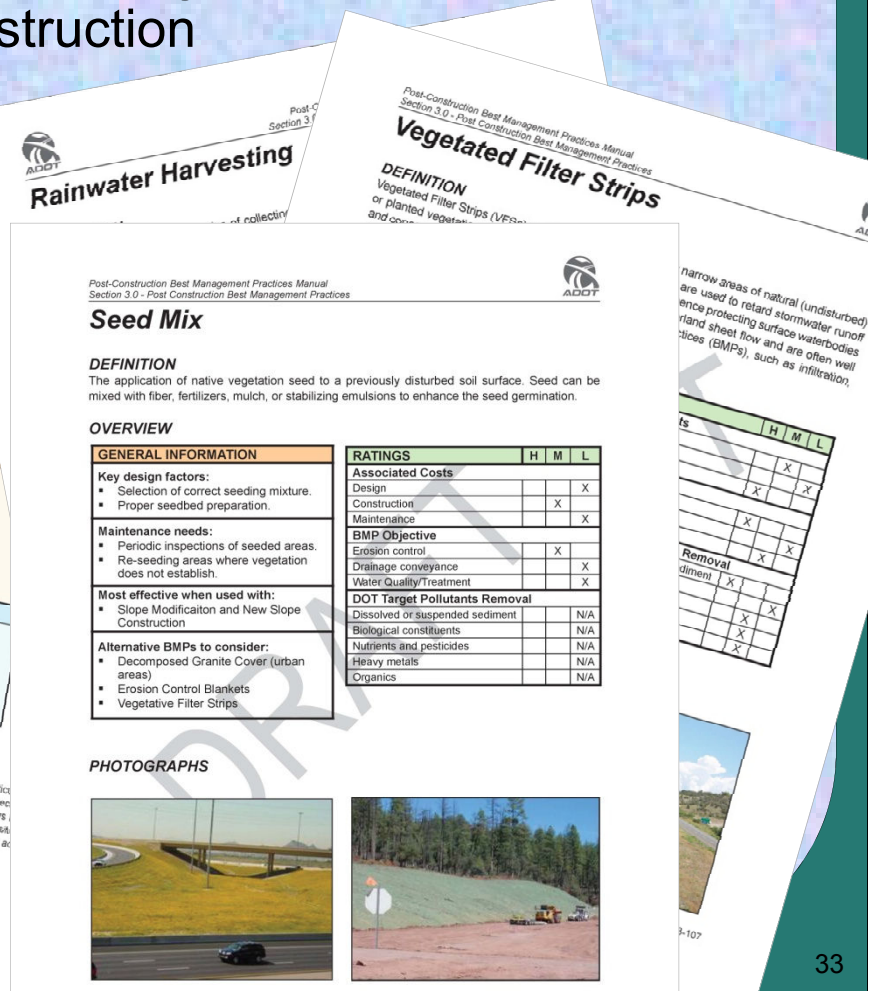 struction
Post-Construction Best Management Practices Manual
Section 3.0 - Post Construction Best Management Practices
Vegetated Filter Strips
DEFINITION
Vegetated Filter Strips
or planted
and
narrow areas of natural (undisturbed)
are used to retard stormwater runoff
protecting surface waterbodies
sheet flow and are often well
(BMPs), such as infiltration,
H M L
X
X X
X
X
X
Removal
X
X
X
X
X
3-107
Section
ADOT
Rainwater Harvesting
of
Post-Construction Best Management Practices Manual
Section 3.0 - Post Construction Best Management Practices
ADOT
Seed Mix
DEFINITION
The application of native vegetation seed to a previously disturbed soil surface. Seed can be
mixed with fiber, fertilizers, mulch, or stabilizing emulsions to enhance the seed germination.
OVERVIEW
GENERAL INFORMATION
Key design factors:
▪ Selection of correct seeding mixture.
▪ Proper seedbed preparation.
Maintenance needs:
▪ Periodic inspections of seeded areas.
▪ Re-seeding areas where vegetation
does not establish.
Most effective when used with:
▪ Slope Modificaiton and New Slope
Construction
Alternative BMPs to consider:
▪ Decomposed Granite Cover (urban
areas)
▪ Erosion Control Blankets
▪ Vegetative Filter Strips
RATINGS H M L
Associated Costs
Design X
Construction X
Maintenance X
BMP Objective
Erosion control X
Drainage conveyance X
Water Quality/Treatment X
DOT Target Pollutants Removal
Dissolved or suspended sediment N/A
Biological constituents N/A
Nutrients and pesticides N/A
Heavy metals N/A
Organics N/A
DRAFT
PHOTOGRAPHS
33